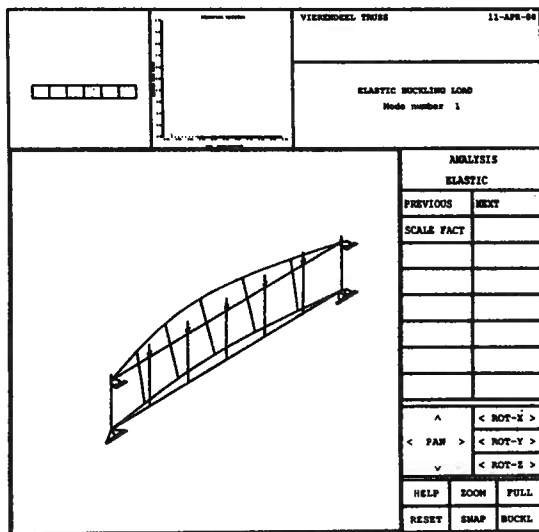 VIERENDEEL TRUSS 11-APR-88
ELASTIC BUCKLING LOAD
Mode number 1
ANALYSIS
ELASTIC
PREVIOUS NEXT
SCALE FACT
^ < ROT-X >
< PAN > < ROT-Y >
v < ROT-Z >
HELP ZOOM FULL
RESET SNAP BUCKL